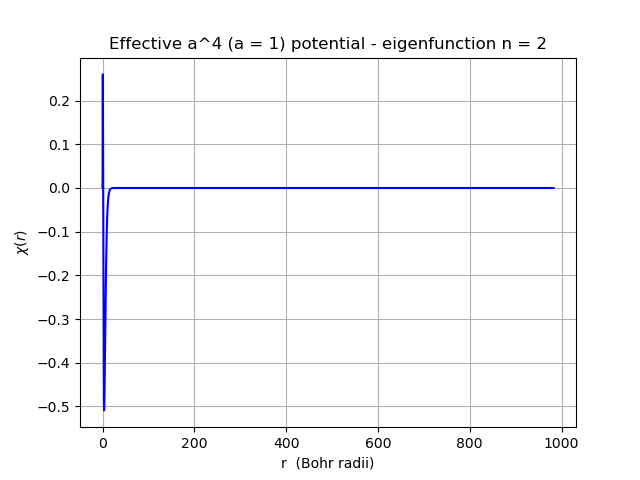 Effective a^4 (a = 1) potential - eigenfunction n = 2
χ(r)
0.2
0.1
0.0
−0.1
−0.2
−0.3
−0.4
−0.5
0 200 400 600 800 1000
r (Bohr radii)